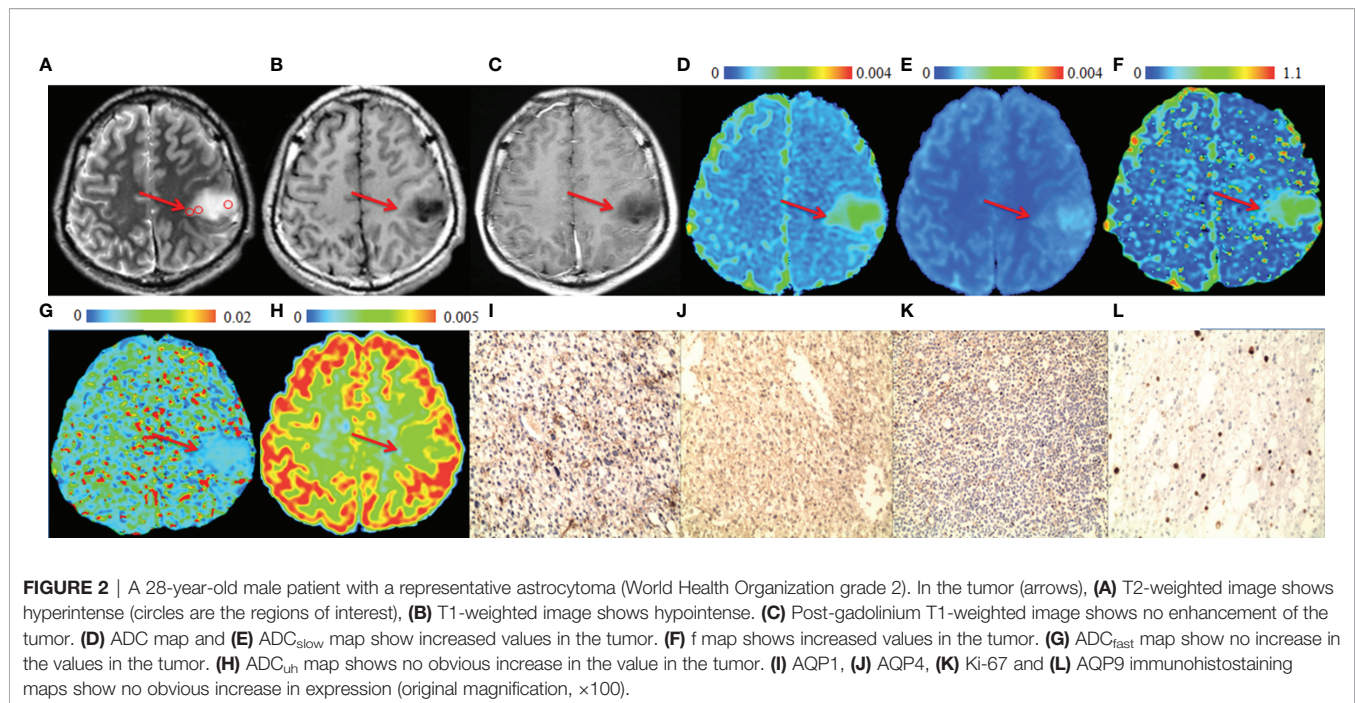 A
B
C
D
E
F
0
0.004
0
0.004
0
1.1
G
H
I
J
K
L
0
0.02
0
0.005
FIGURE 2 | A 28-year-old male patient with a representative astrocytoma (World Health Organization grade 2). In the tumor (arrows), (A) T2-weighted image shows
hyperintense (circles are the regions of interest), (B) T1-weighted image shows hypointense. (C) Post-gadolinium T1-weighted image shows no enhancement of the
tumor. (D) ADC map and (E) ADCslow map show increased values in the tumor. (F) f map shows increased values in the tumor. (G) ADCfast map show no increase in
the values in the tumor. (H) ADCuh map shows no obvious increase in the value in the tumor. (I) AQP1, (J) AQP4, (K) Ki-67 and (L) AQP9 immunohistostaining
maps show no obvious increase in expression (original magnification, ×100).